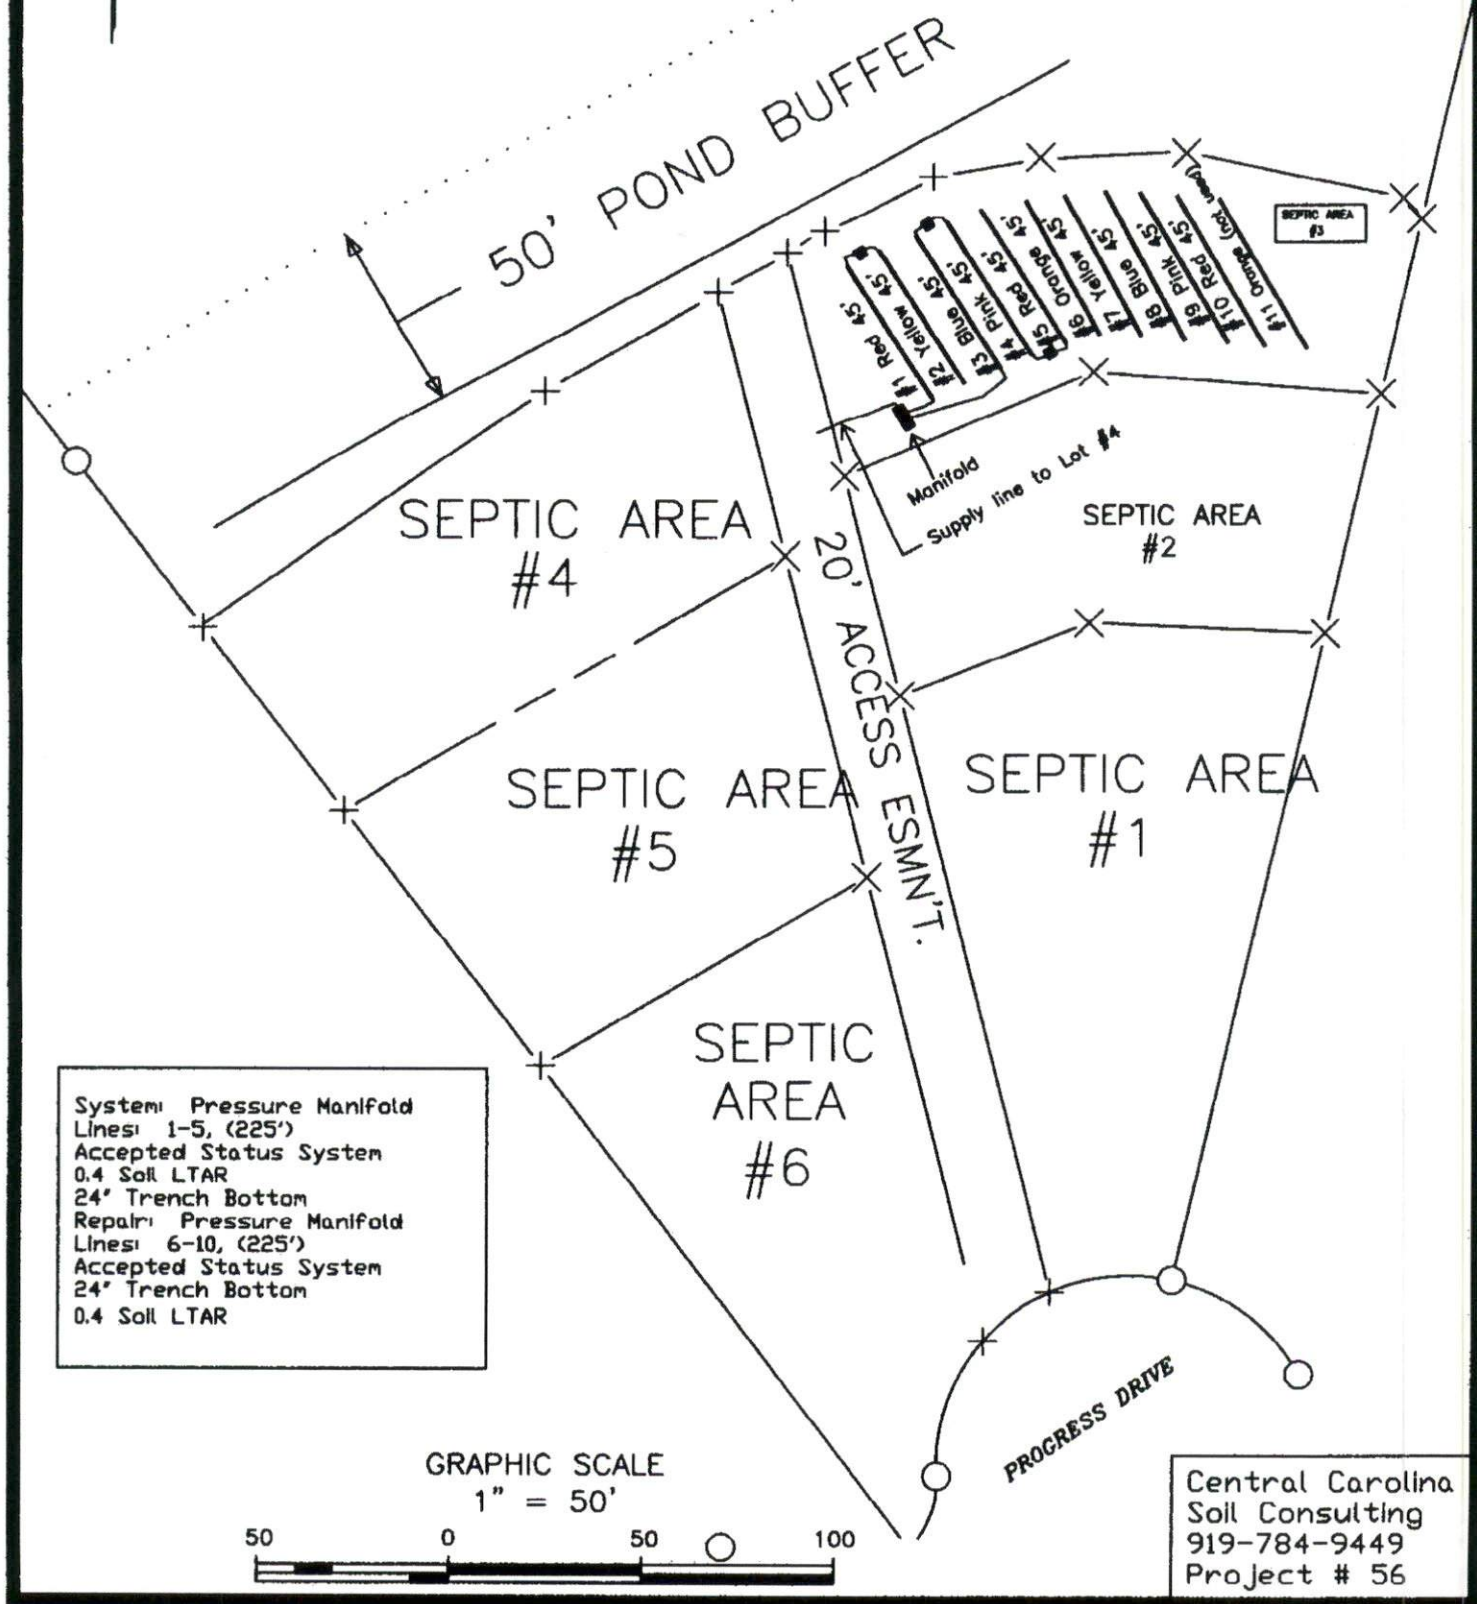 50' POND BUFFER
SEPTIC AREA
#3
#1 Red 45'
#2 Yellow 45'
#3 Blue 45'
#4 Pink 45'
#5 Red 45'
#6 Orange 45'
#7 Yellow 45'
#8 Blue 45'
#9 Pink 45'
#10 Red 45'
#11 Orange (not used)
Manifold
Supply line to Lot #4
SEPTIC AREA
#4
SEPTIC AREA
#2
20' ACCESS ESMN'T.
SEPTIC AREA
#5
SEPTIC AREA
#1
SEPTIC
AREA
#6
System: Pressure Manifold
Lines: 1-5, (225')
Accepted Status System
0.4 Soil LTAR
24" Trench Bottom
Repair: Pressure Manifold
Lines: 6-10, (225')
Accepted Status System
24" Trench Bottom
0.4 Soil LTAR
PROGRESS DRIVE
GRAPHIC SCALE
1" = 50'
50 0 50 100
Central Carolina
Soil Consulting
919-784-9449
Project # 56